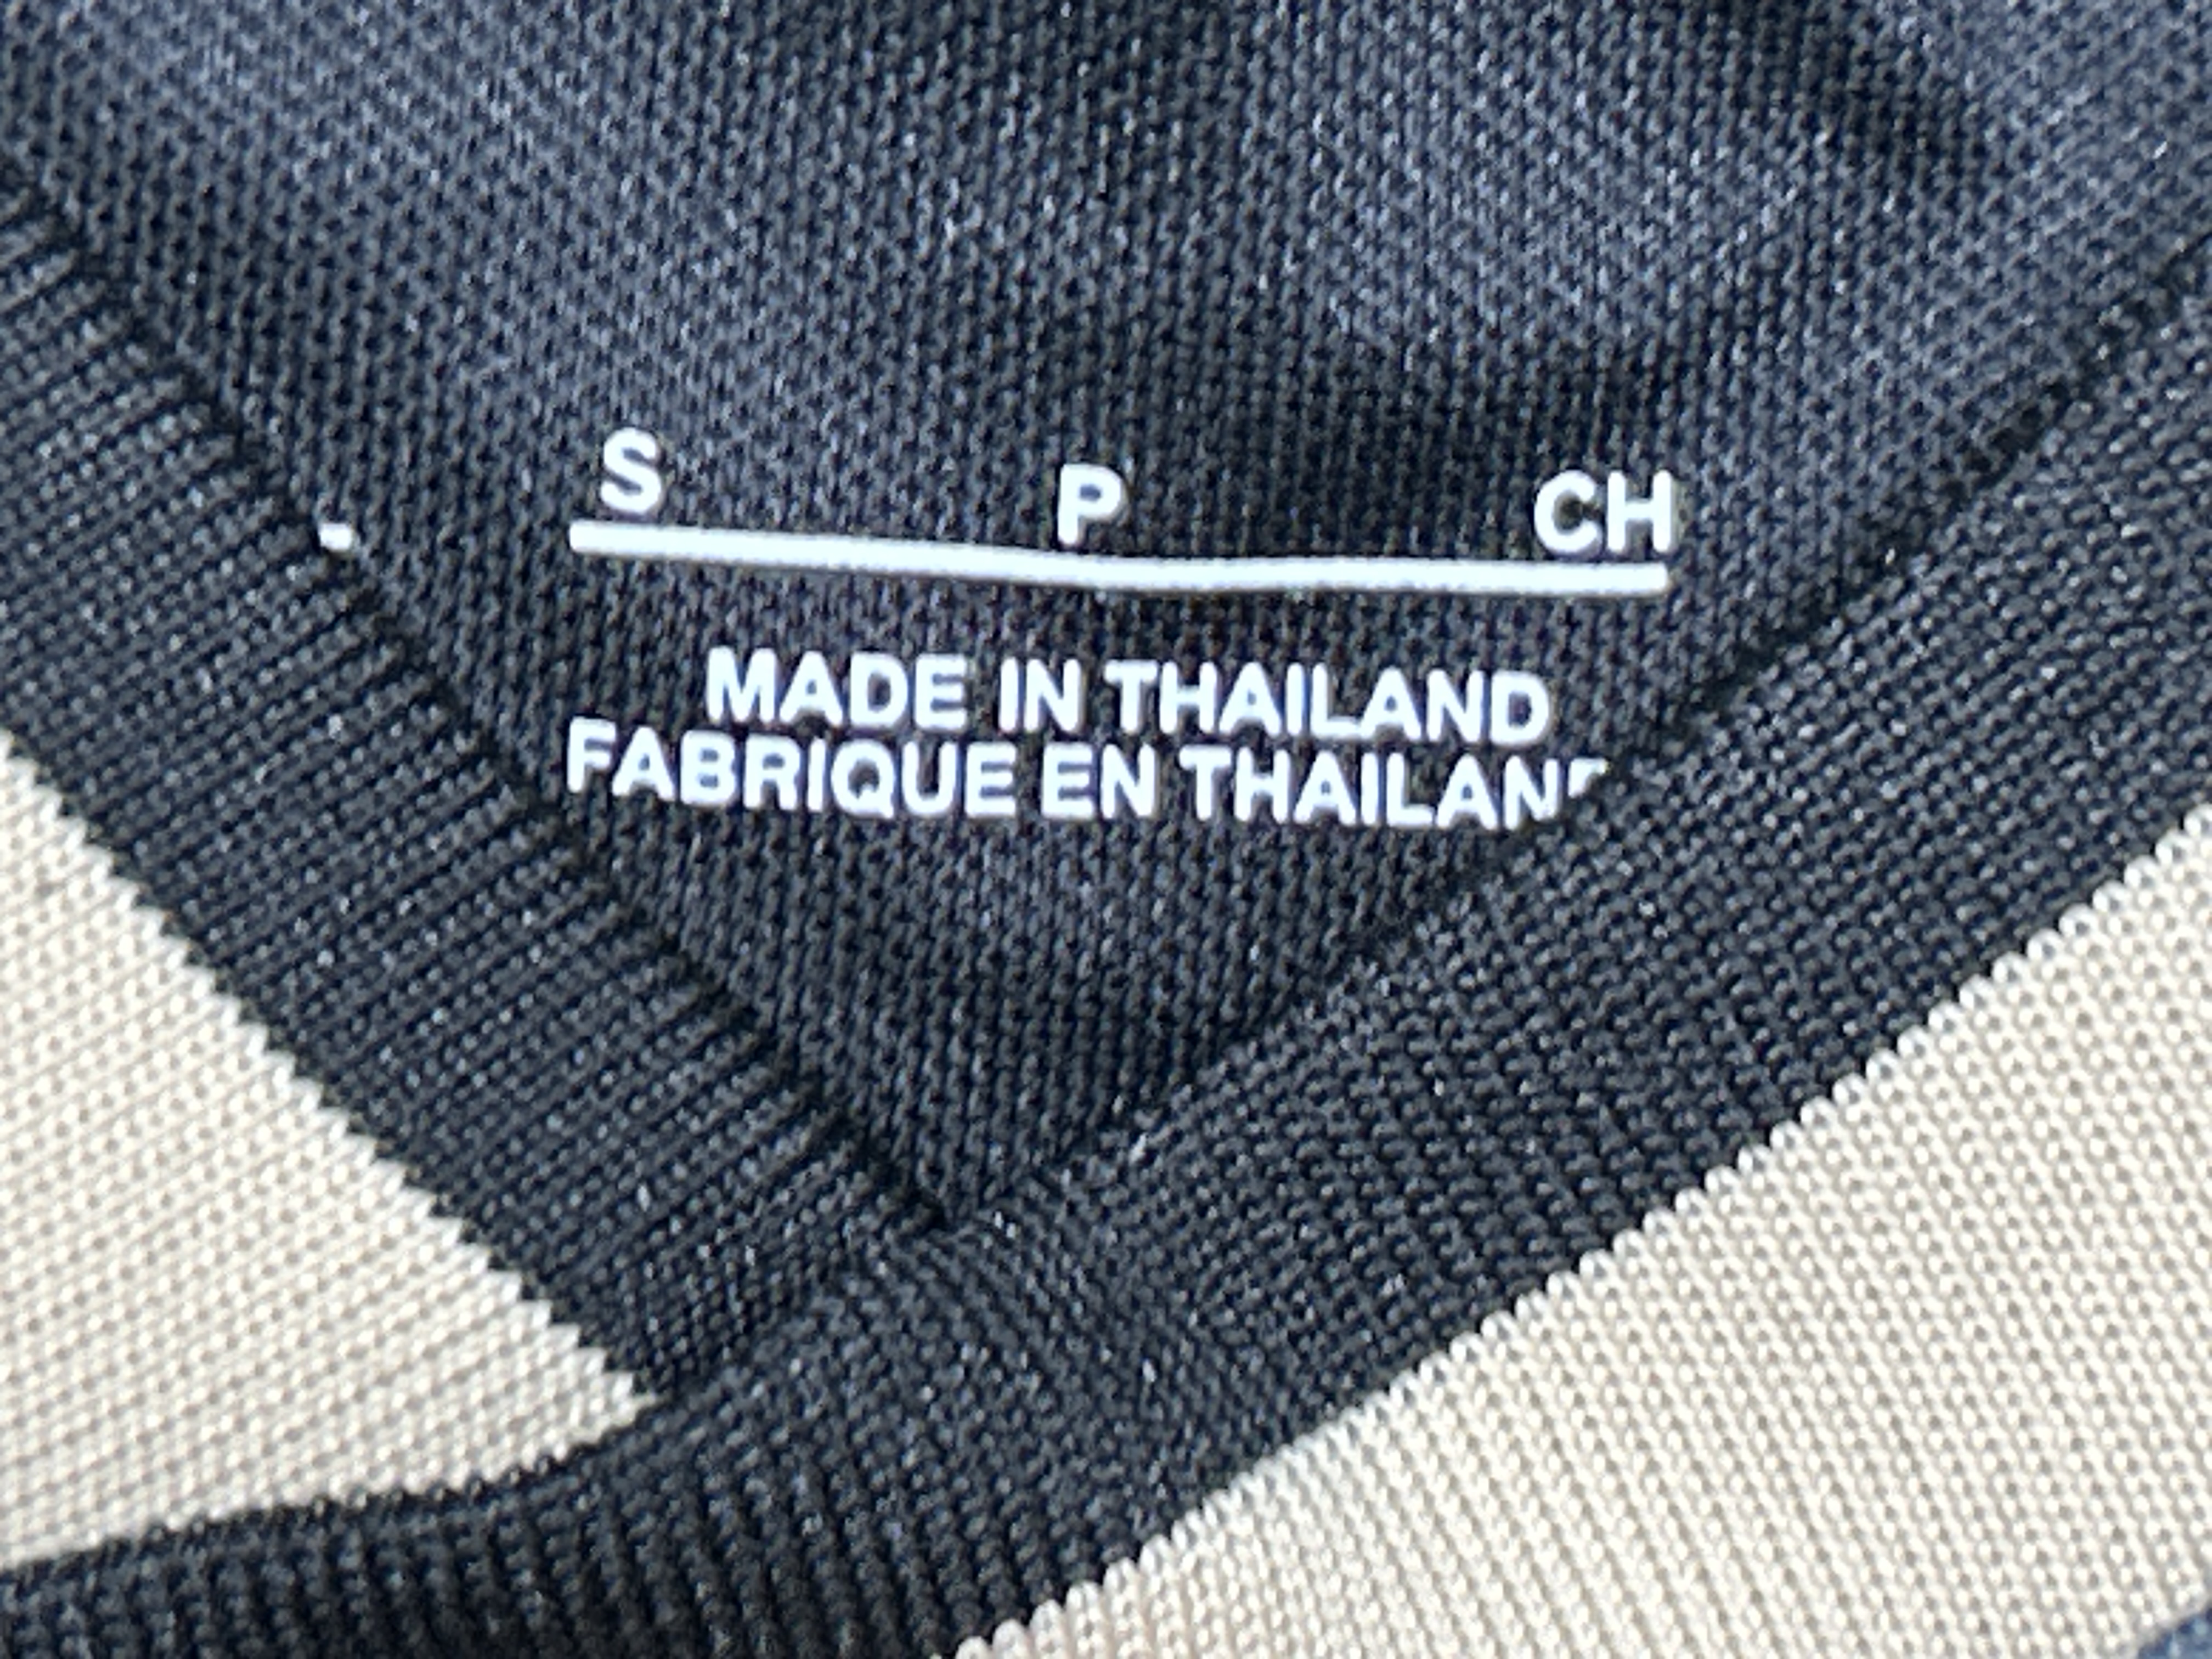 S P CH
MADE IN THAILAND
FABRIQUE EN THAILAN